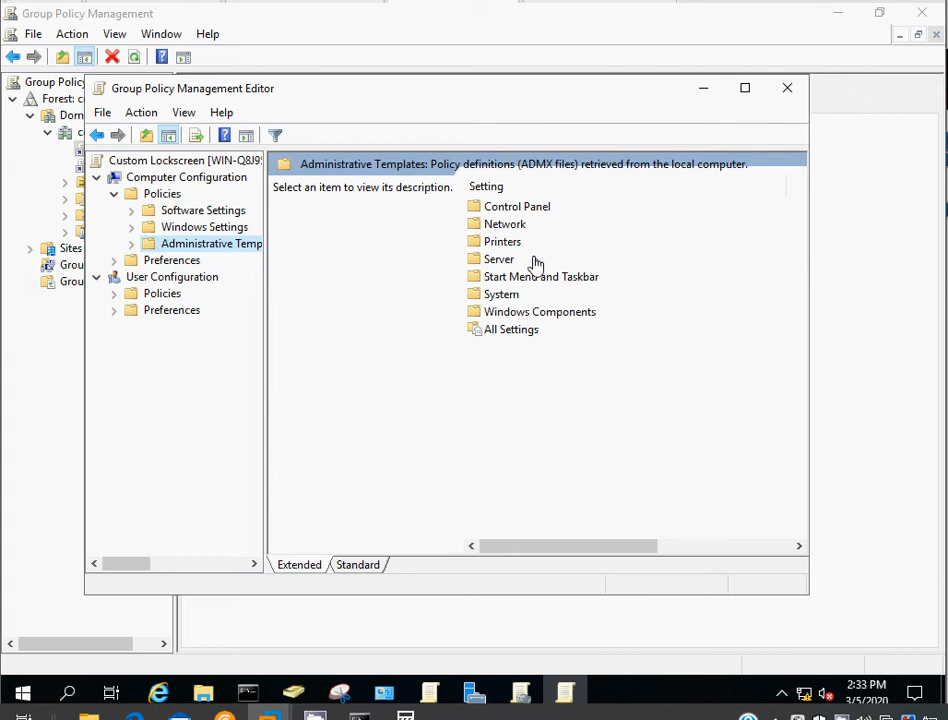 Group Policy Management
File Action View Window Help
Group Policy
Forest: c
Dom
c
Sites
Grou
Grou
Group Policy Management Editor
File Action View Help
Custom Lockscreen [WIN-Q8J95
Computer Configuration
Policies
Software Settings
Windows Settings
Administrative Temp
Preferences
User Configuration
Policies
Preferences
Administrative Templates: Policy definitions (ADMX files) retrieved from the local computer.
Select an item to view its description.
Setting
Control Panel
Network
Printers
Server
Start Menu and Taskbar
System
Windows Components
All Settings
Extended Standard
2:33 PM
3/5/2020